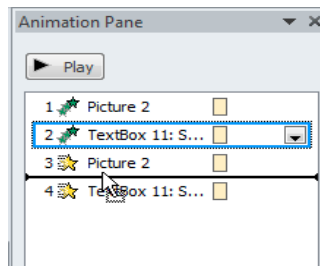 Animation Pane
Play
1 Picture 2
2 TextBox 11: S...
3 Picture 2
4 TextBox 11: S...